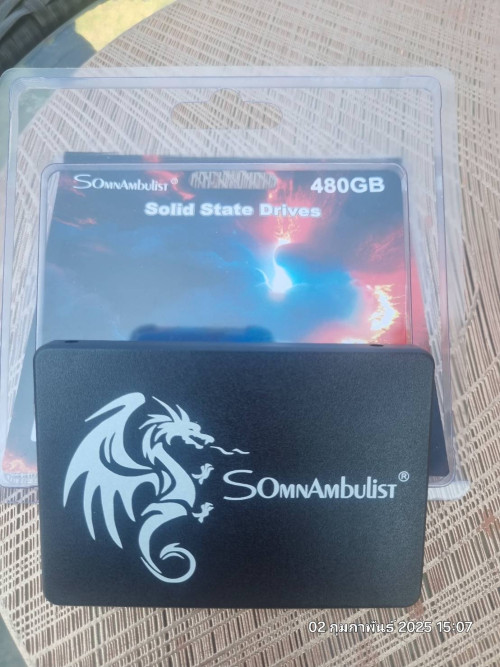 SOmnAmbulist®
480GB
Solid State Drives
SOmnAmbulist®
02 กุมภาพันธ์ 2025 15:07